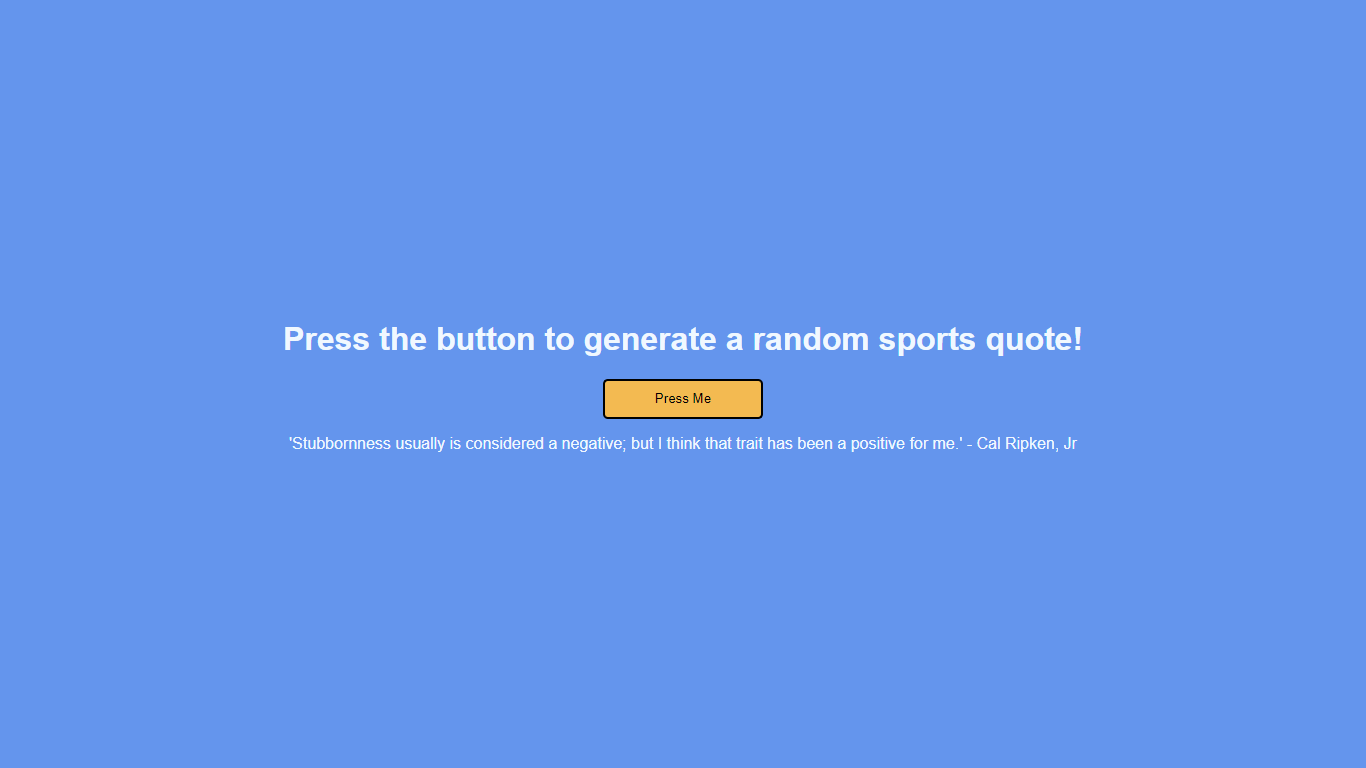 Press the button to generate a random sports quote!
Press Me
'Stubbornness usually is considered a negative; but I think that trait has been a positive for me.' - Cal Ripken, Jr